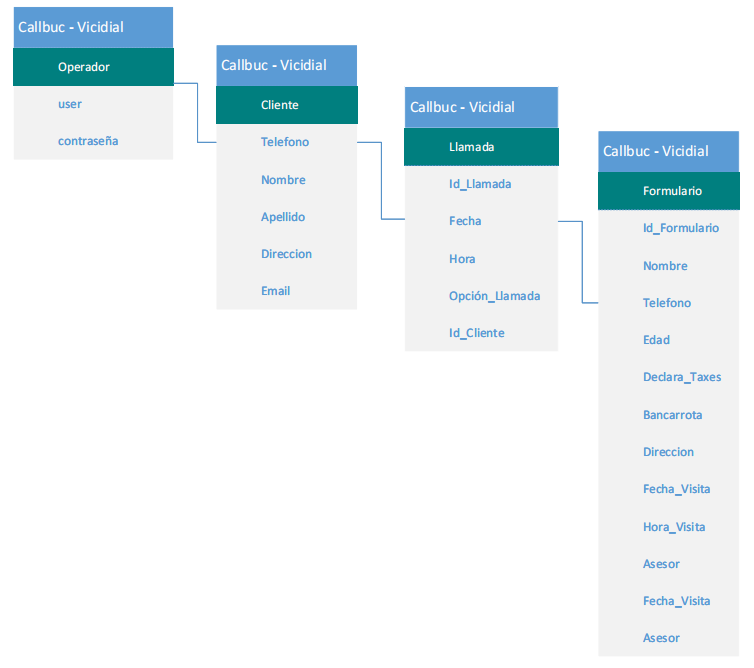 Callbuc - Vicidial
Operador
user
contraseña
Callbuc - Vicidial
Cliente
Telefono
Nombre
Apellido
Direccion
Email
Callbuc - Vicidial
Llamada
Id_Llamada
Fecha
Hora
Opción_Llamada
Id_Cliente
Callbuc - Vicidial
Formulario
Id_Formulario
Nombre
Telefono
Edad
Declara_Taxes
Bancarrota
Direccion
Fecha_Visita
Hora_Visita
Asesor
Fecha_Visita
Asesor